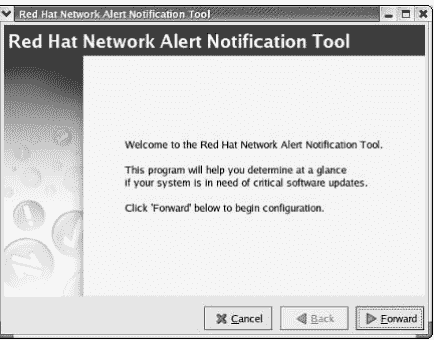 Red Hat Network Alert Notification Tool
Red Hat Network Alert Notification Tool
Welcome to the Red Hat Network Alert Notification Tool.
This program will help you determine at a glance
if your system is in need of critical software updates.
Click 'Forward' below to begin configuration.
Cancel
Back
Forward